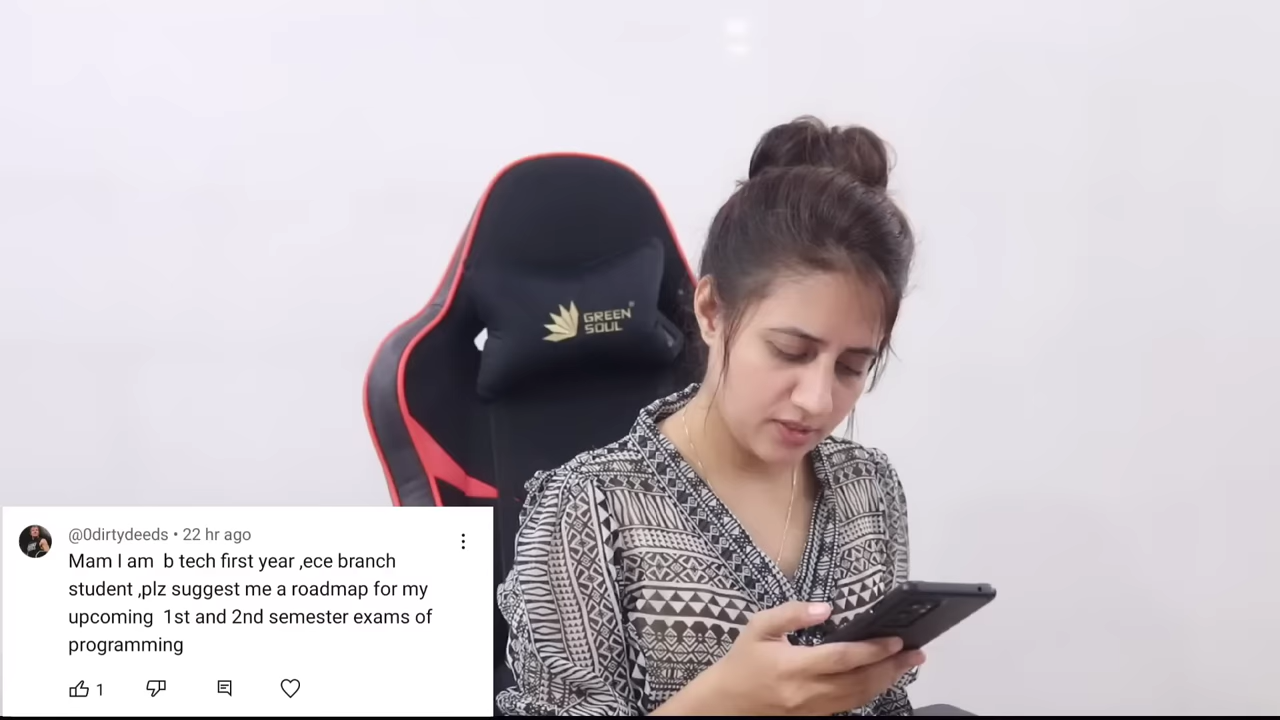 GREEN
SOUL
@0dirtydeeds • 22 hr ago
Mam I am  b tech first year ,ece branch
student ,plz suggest me a roadmap for my
upcoming  1st and 2nd semester exams of
programming
1